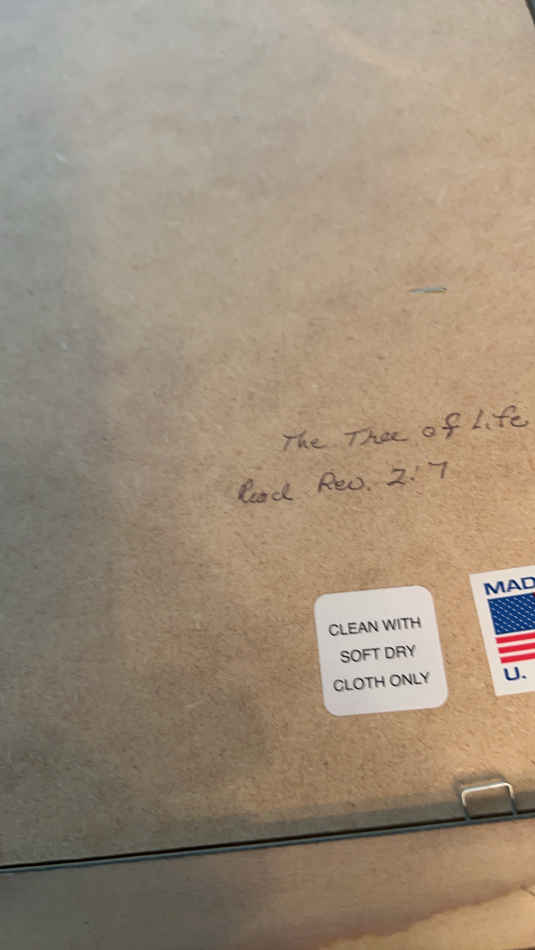 The Tree of Life
Read Rev. 2:7
CLEAN WITH
SOFT DRY
CLOTH ONLY
MAD
U.